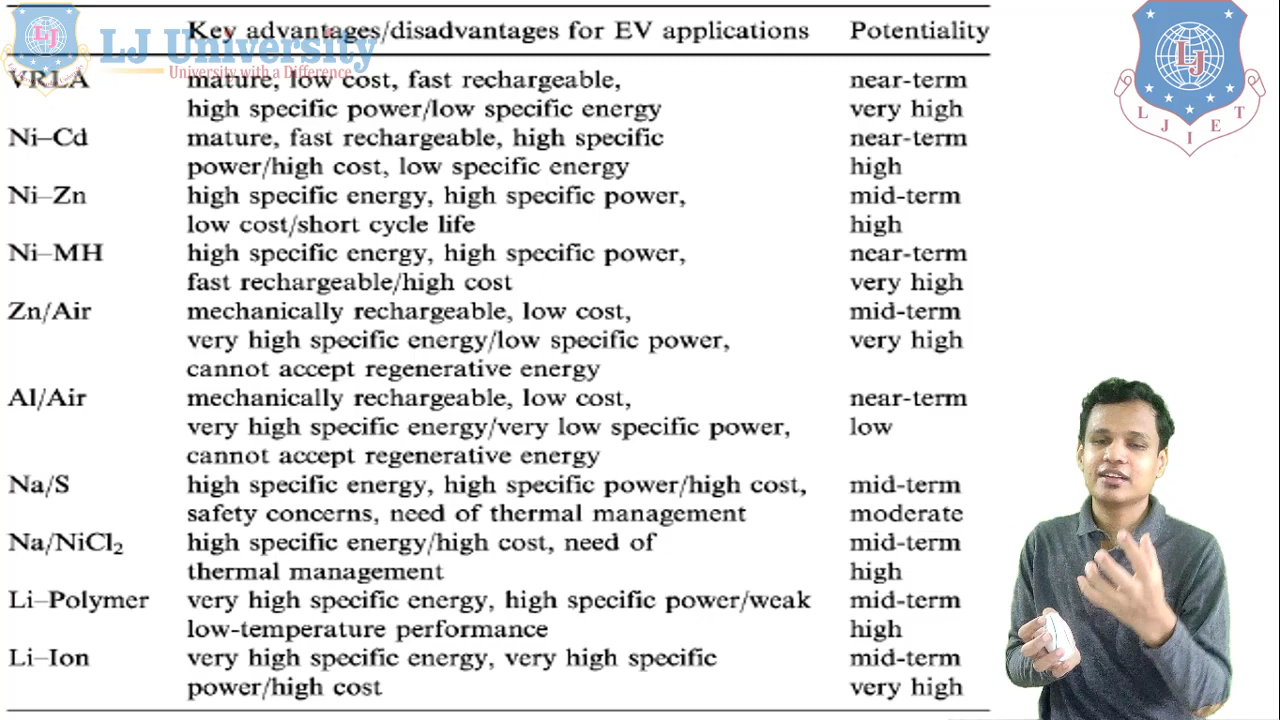 Key advantages/disadvantages for EV applications Potentiality
LJ University
University with a Difference
VRLA mature, low cost, fast rechargeable, near-term
high specific power/low specific energy very high
Ni–Cd mature, fast rechargeable, high specific near-term
power/high cost, low specific energy high
Ni–Zn high specific energy, high specific power, mid-term
low cost/short cycle life high
Ni–MH high specific energy, high specific power, near-term
fast rechargeable/high cost very high
Zn/Air mechanically rechargeable, low cost, mid-term
very high specific energy/low specific power, very high
cannot accept regenerative energy
Al/Air mechanically rechargeable, low cost, near-term
very high specific energy/very low specific power, low
cannot accept regenerative energy
Na/S high specific energy, high specific power/high cost, mid-term
safety concerns, need of thermal management moderate
Na/NiCl₂ high specific energy/high cost, need of mid-term
thermal management high
Li–Polymer very high specific energy, high specific power/weak mid-term
low-temperature performance high
Li–Ion very high specific energy, very high specific mid-term
power/high cost very high
LJ
LJ
LJIET